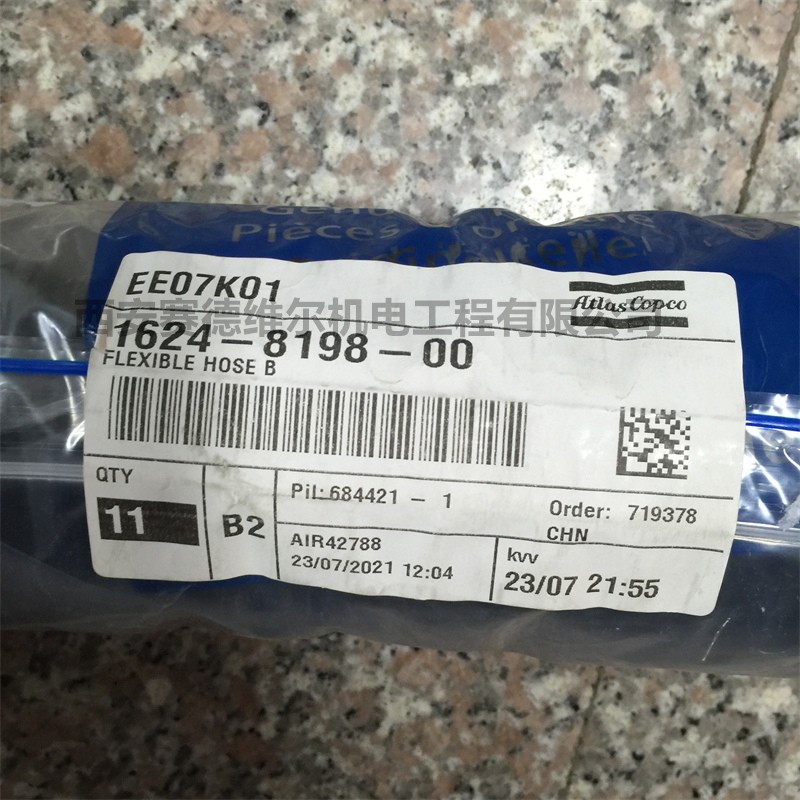 Pièces
EE07K01
Atlas Copco
西安赛德维尔机电工程有限公司
1624-8198-00
FLEXIBLE HOSE B
QTY
11
B2
Pil: 684421 - 1
Order: 719378
CHN
AIR42788
23/07/2021 12:04
kvv
23/07 21:55